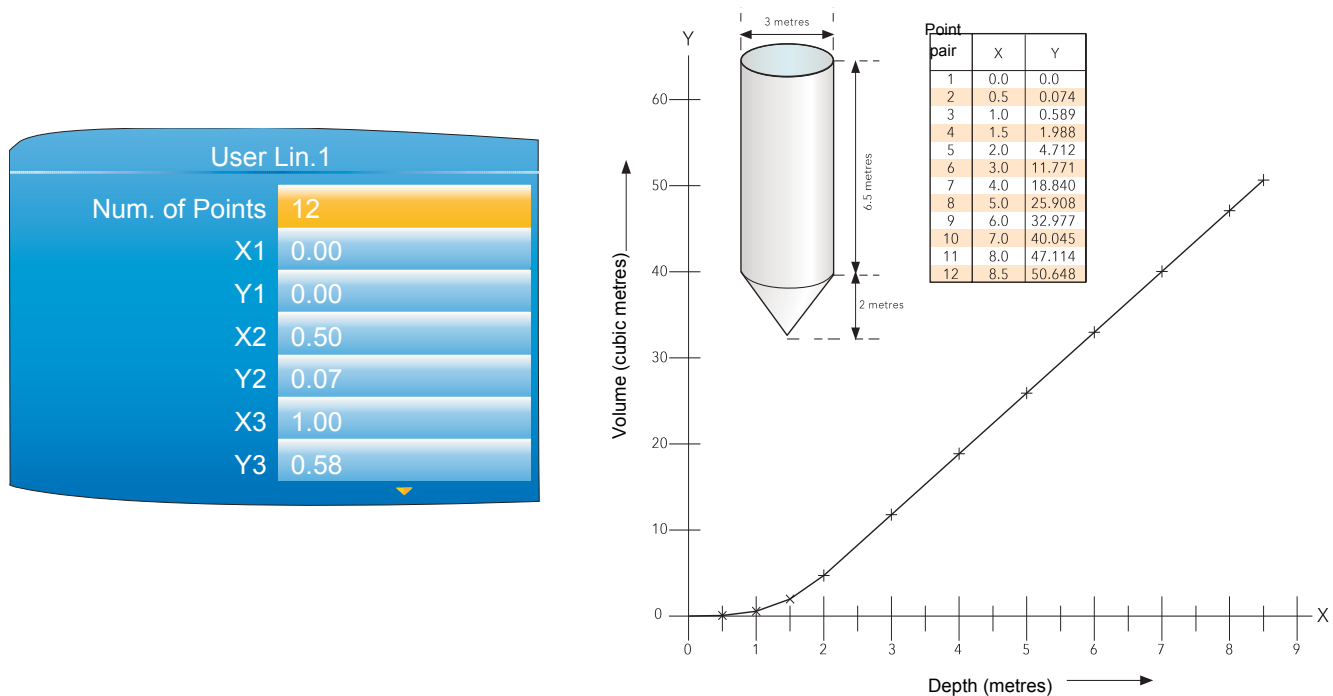 User Lin.1
Num. of Points 12
X1 0.00
Y1 0.00
X2 0.50
Y2 0.07
X3 1.00
Y3 0.58
Y
60
50
40
30
20
10
0
Volume (cubic metres)
3 metres
6.5 metres
2 metres
Point
pair X Y
1 0.0 0.0
2 0.5 0.074
3 1.0 0.589
4 1.5 1.988
5 2.0 4.712
6 3.0 11.771
7 4.0 18.840
8 5.0 25.908
9 6.0 32.977
10 7.0 40.045
11 8.0 47.114
12 8.5 50.648
X
0 1 2 3 4 5 6 7 8 9
Depth (metres)